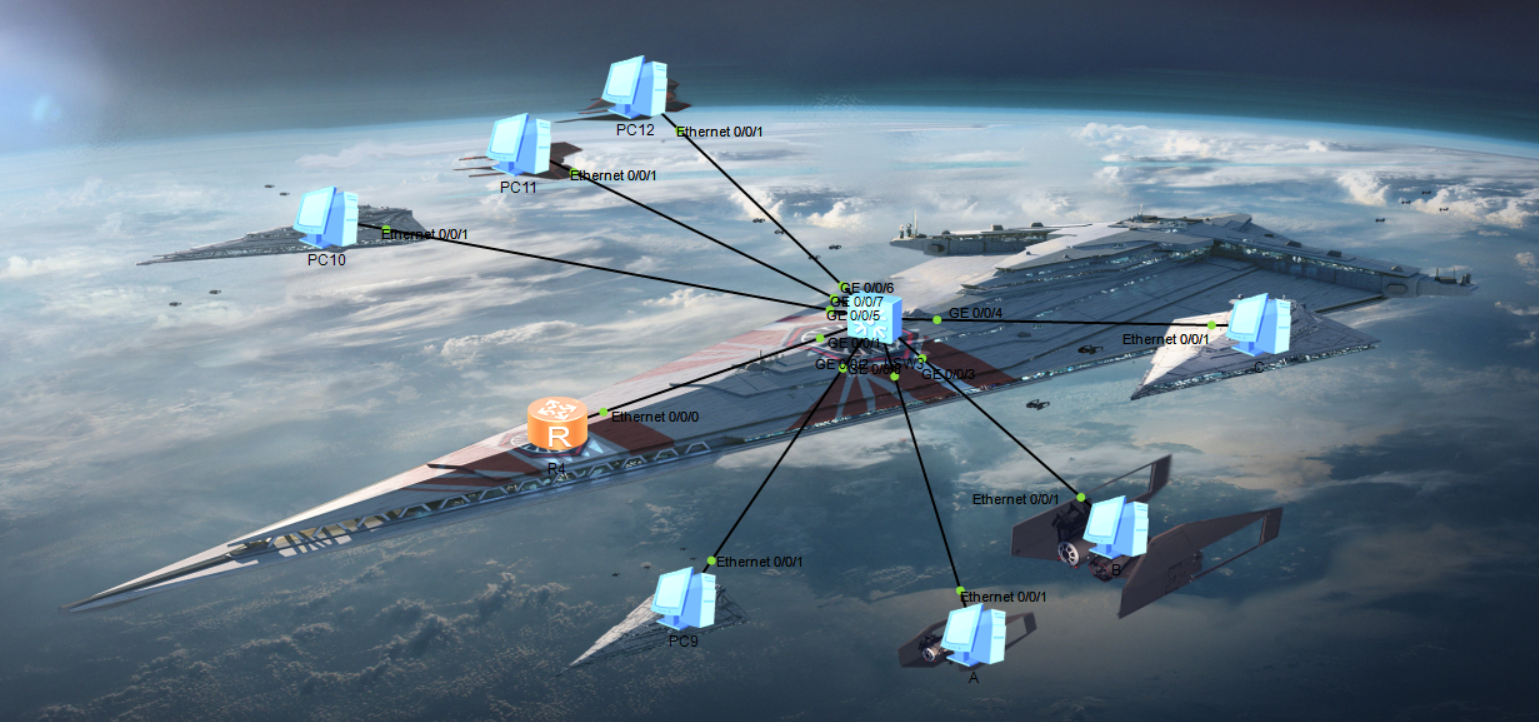 PC12
Ethernet 0/0/1
PC11
Ethernet 0/0/1
PC10
Ethernet 0/0/1
GE 0/0/6
GE 0/0/7
GE 0/0/5
GE 0/0/4
Ethernet 0/0/1
C
GE 0/0/1
GE 0/0/3
Ethernet 0/0/0
R
R4
Ethernet 0/0/1
B
Ethernet 0/0/1
PC9
Ethernet 0/0/1
A